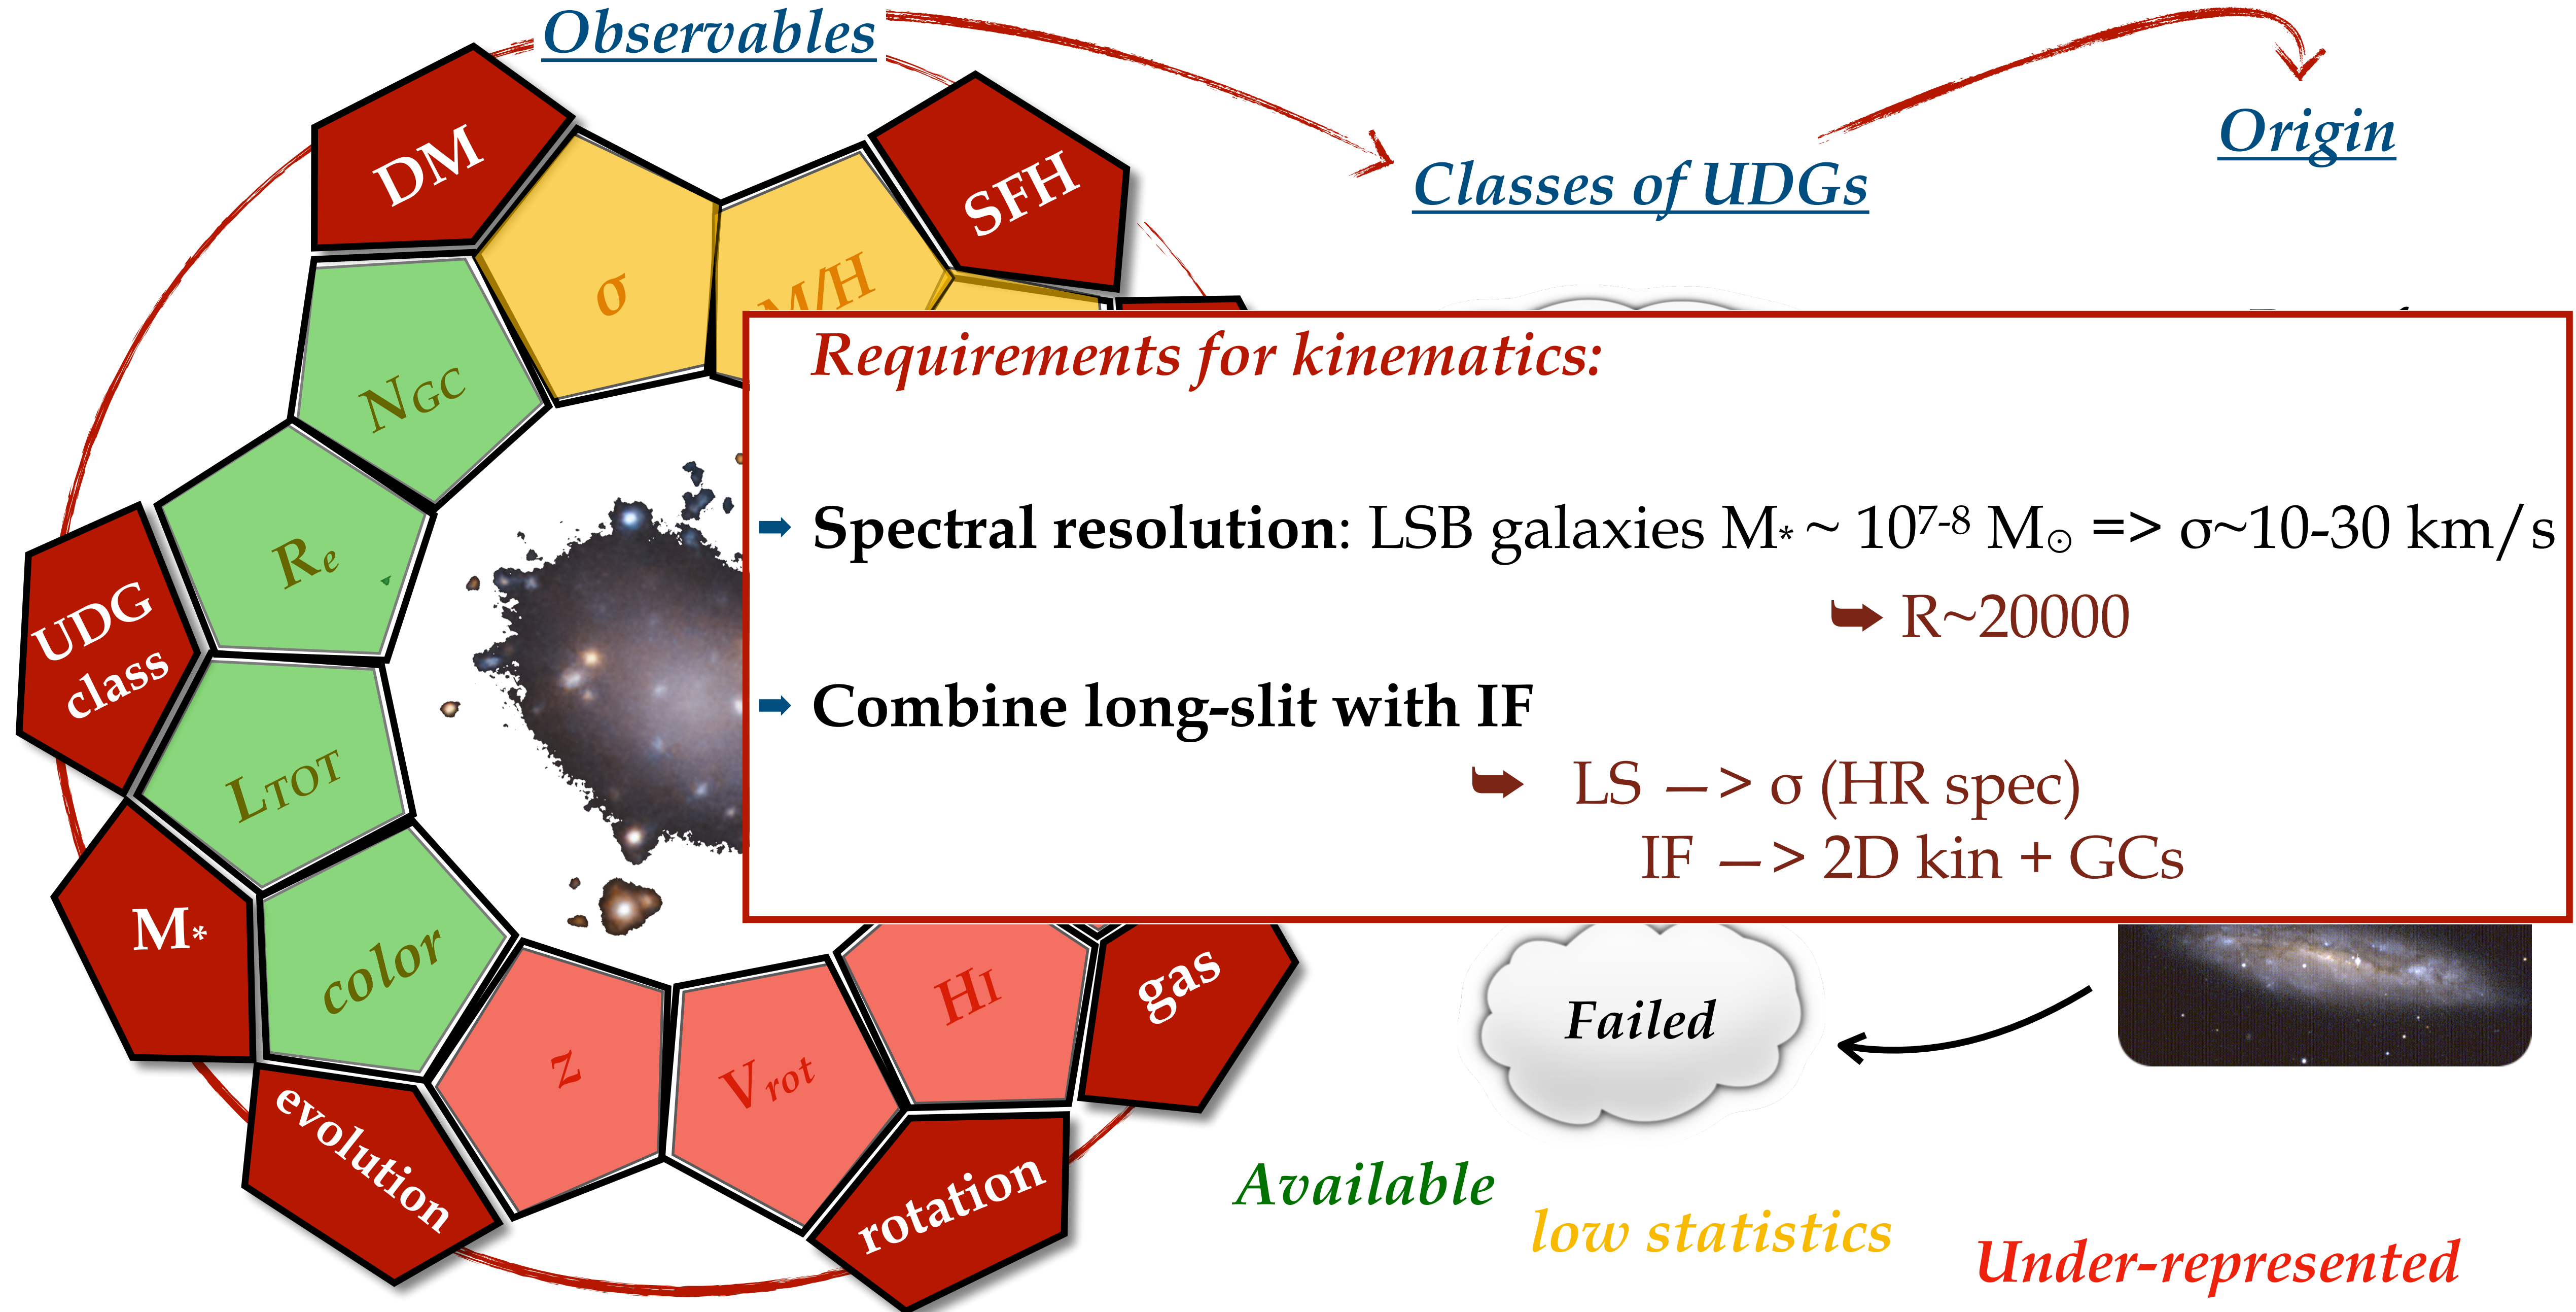 Observables
Origin
Classes of UDGs
DM
SFH
σ
M/H
NGC
Re
UDG
class
LTOT
M*
color
z
Vrot
HI
gas
evolution
rotation
Requirements for kinematics:
➡ Spectral resolution: LSB galaxies M* ~ 10⁷⁻⁸ M☉ => σ~10-30 km/s
➥ R~20000
➡ Combine long-slit with IF
➥ LS —> σ (HR spec)
IF —> 2D kin + GCs
Failed
Available
low statistics
Under-represented